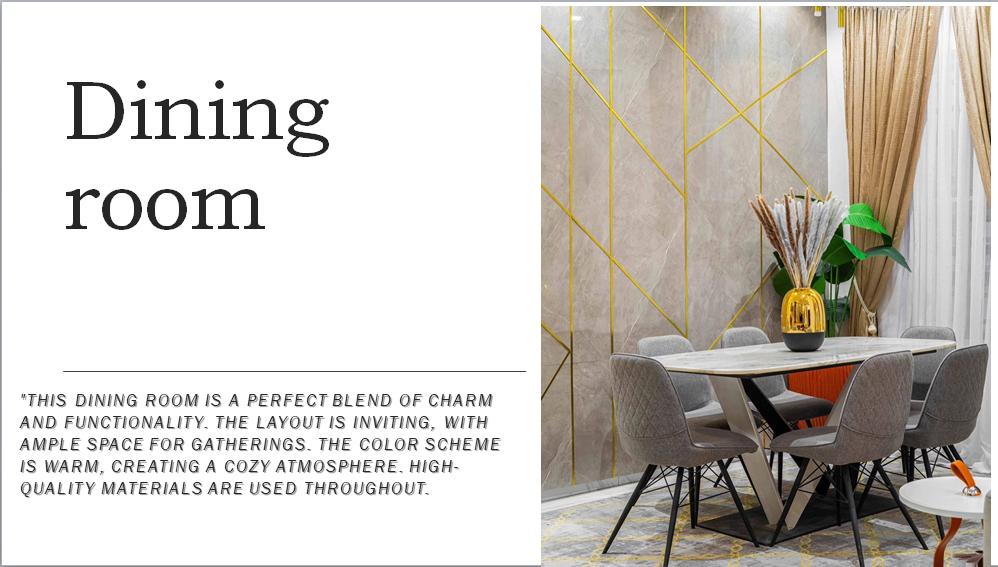 Dining
room
"THIS DINING ROOM IS A PERFECT BLEND OF CHARM
AND FUNCTIONALITY. THE LAYOUT IS INVITING, WITH
AMPLE SPACE FOR GATHERINGS. THE COLOR SCHEME
IS WARM, CREATING A COZY ATMOSPHERE. HIGH-
QUALITY MATERIALS ARE USED THROUGHOUT.